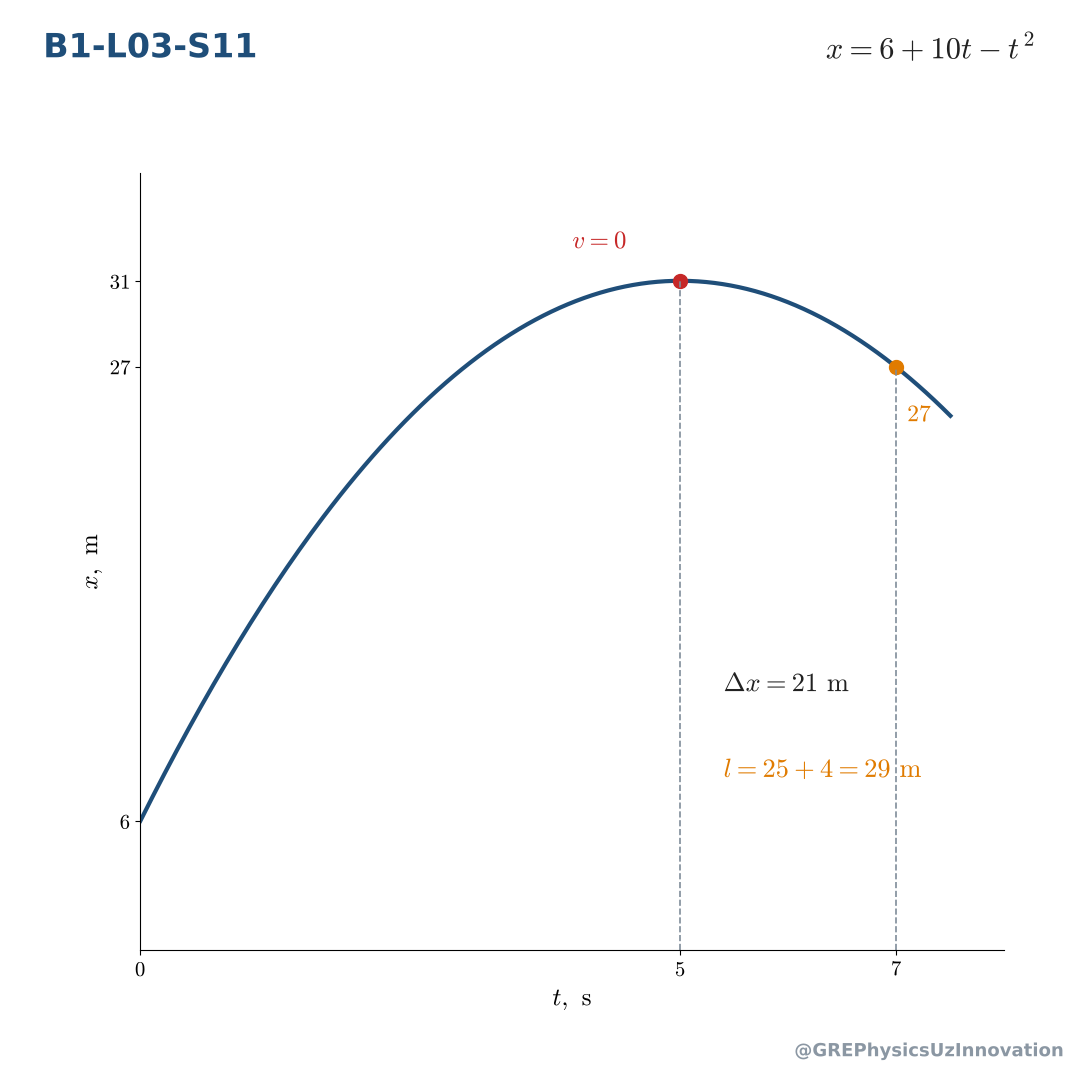 B1-L03-S11
x = 6 + 10t − t²
v = 0
31
27
27
x, m
Δx = 21 m
l = 25 + 4 = 29 m
6
0 5 7
t, s
@GREPhysicsUzInnovation